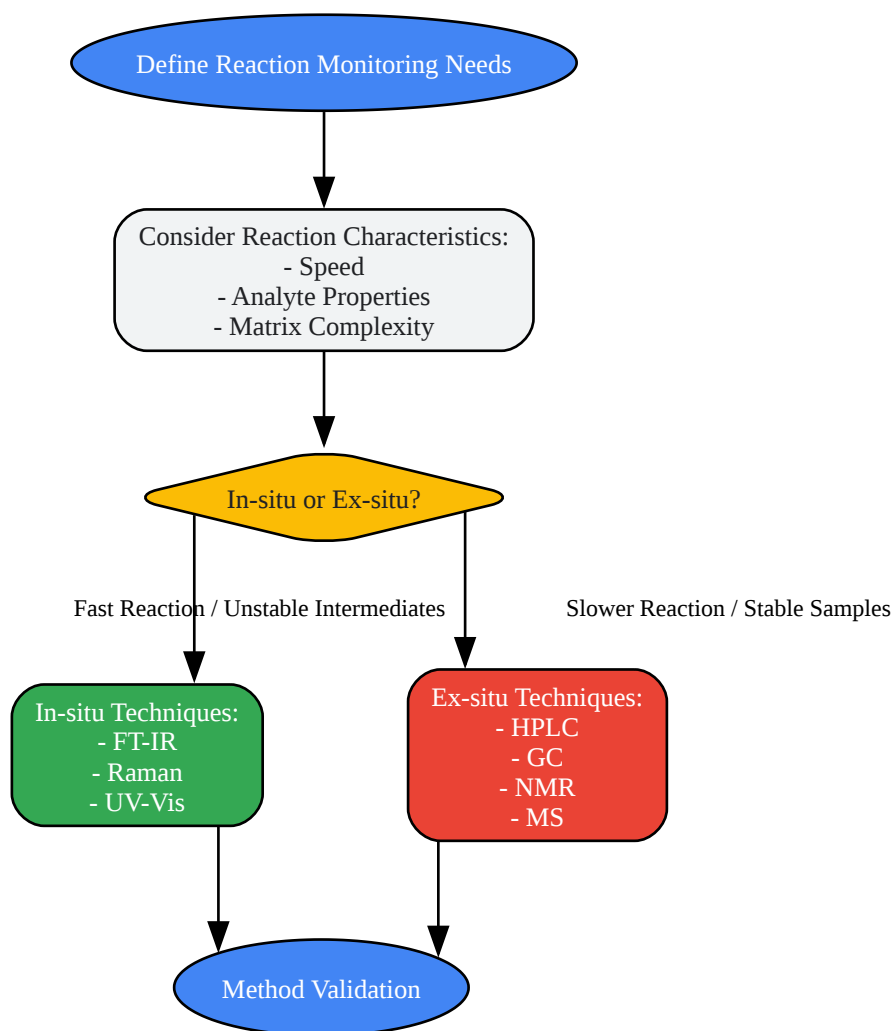 Define Reaction Monitoring Needs
Consider Reaction Characteristics:
- Speed
- Analyte Properties
- Matrix Complexity
In-situ or Ex-situ?
Fast Reaction / Unstable Intermediates
Slower Reaction / Stable Samples
In-situ Techniques:
- FT-IR
- Raman
- UV-Vis
Ex-situ Techniques:
- HPLC
- GC
- NMR
- MS
Method Validation